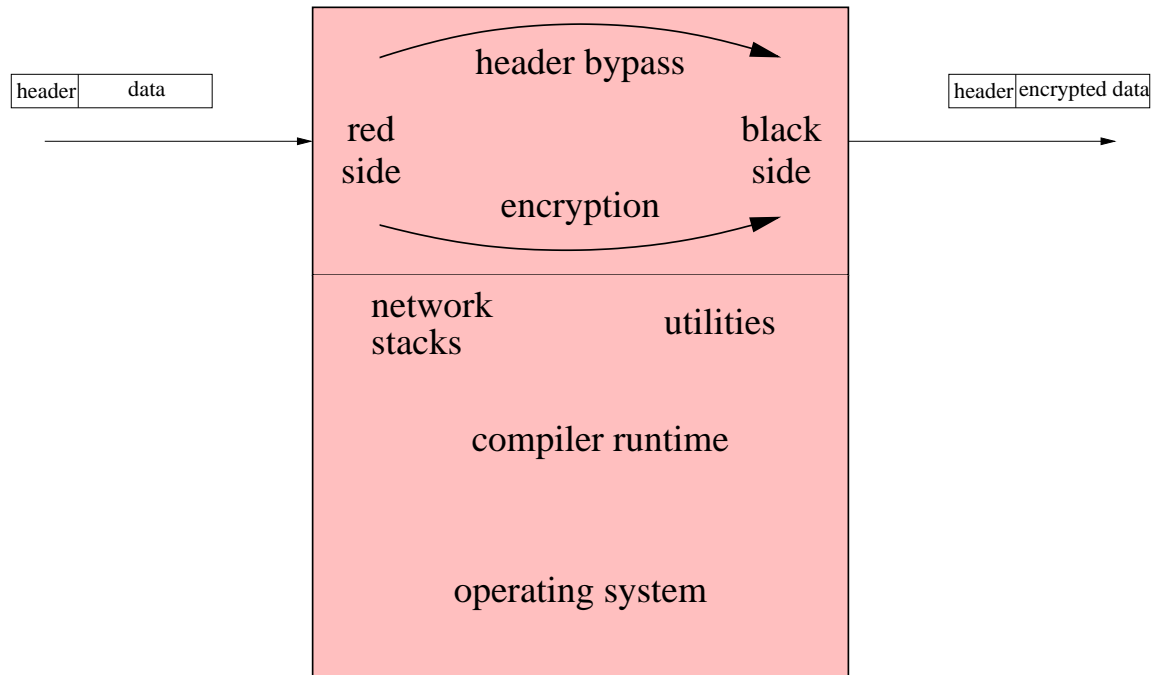 header bypass
header data
header encrypted data
red
side
black
side
encryption
network
stacks
utilities
compiler runtime
operating system